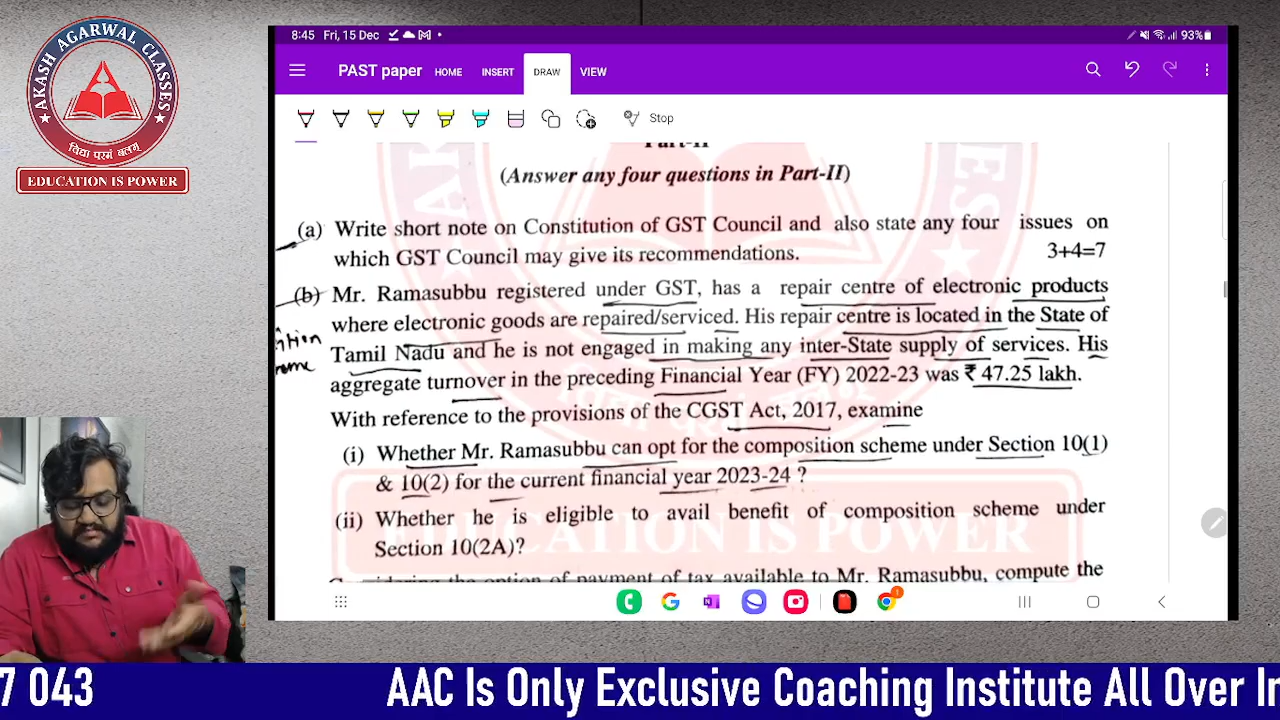 AKASH AGARWAL CLASSES
विद्या परमं बलम्
EDUCATION IS POWER
8:45 Fri, 15 Dec
93%
PAST paper HOME INSERT DRAW VIEW
Stop
Part-II
(Answer any four questions in Part-II)
(a) Write short note on Constitution of GST Council and also state any four issues on
which GST Council may give its recommendations. 3+4=7
(b) Mr. Ramasubbu registered under GST, has a repair centre of electronic products
where electronic goods are repaired/serviced. His repair centre is located in the State of
Tamil Nadu and he is not engaged in making any inter-State supply of services. His
aggregate turnover in the preceding Financial Year (FY) 2022-23 was ₹ 47.25 lakh.
With reference to the provisions of the CGST Act, 2017, examine
(i) Whether Mr. Ramasubbu can opt for the composition scheme under Section 10(1)
& 10(2) for the current financial year 2023-24 ?
(ii) Whether he is eligible to avail benefit of composition scheme under
Section 10(2A)?
the option of payment of tax available to Mr. Ramasubbu, compute the
EDUCATION IS POWER
7 043 AAC Is Only Exclusive Coaching Institute All Over In